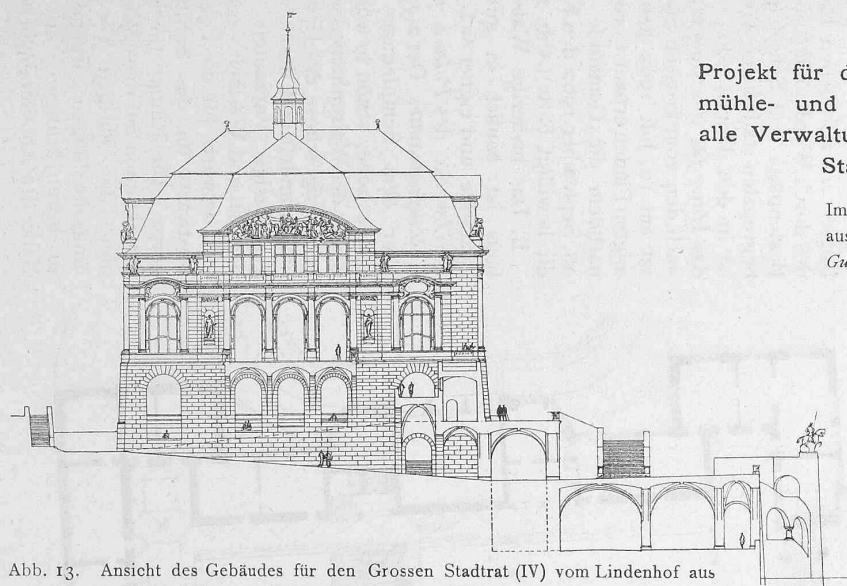 Projekt für d
mühle- und
alle Verwaltu
Sta
Im
aus
Gu
Abb. 13. Ansicht des Gebäudes für den Grossen Stadtrat (IV) vom Lindenhof aus